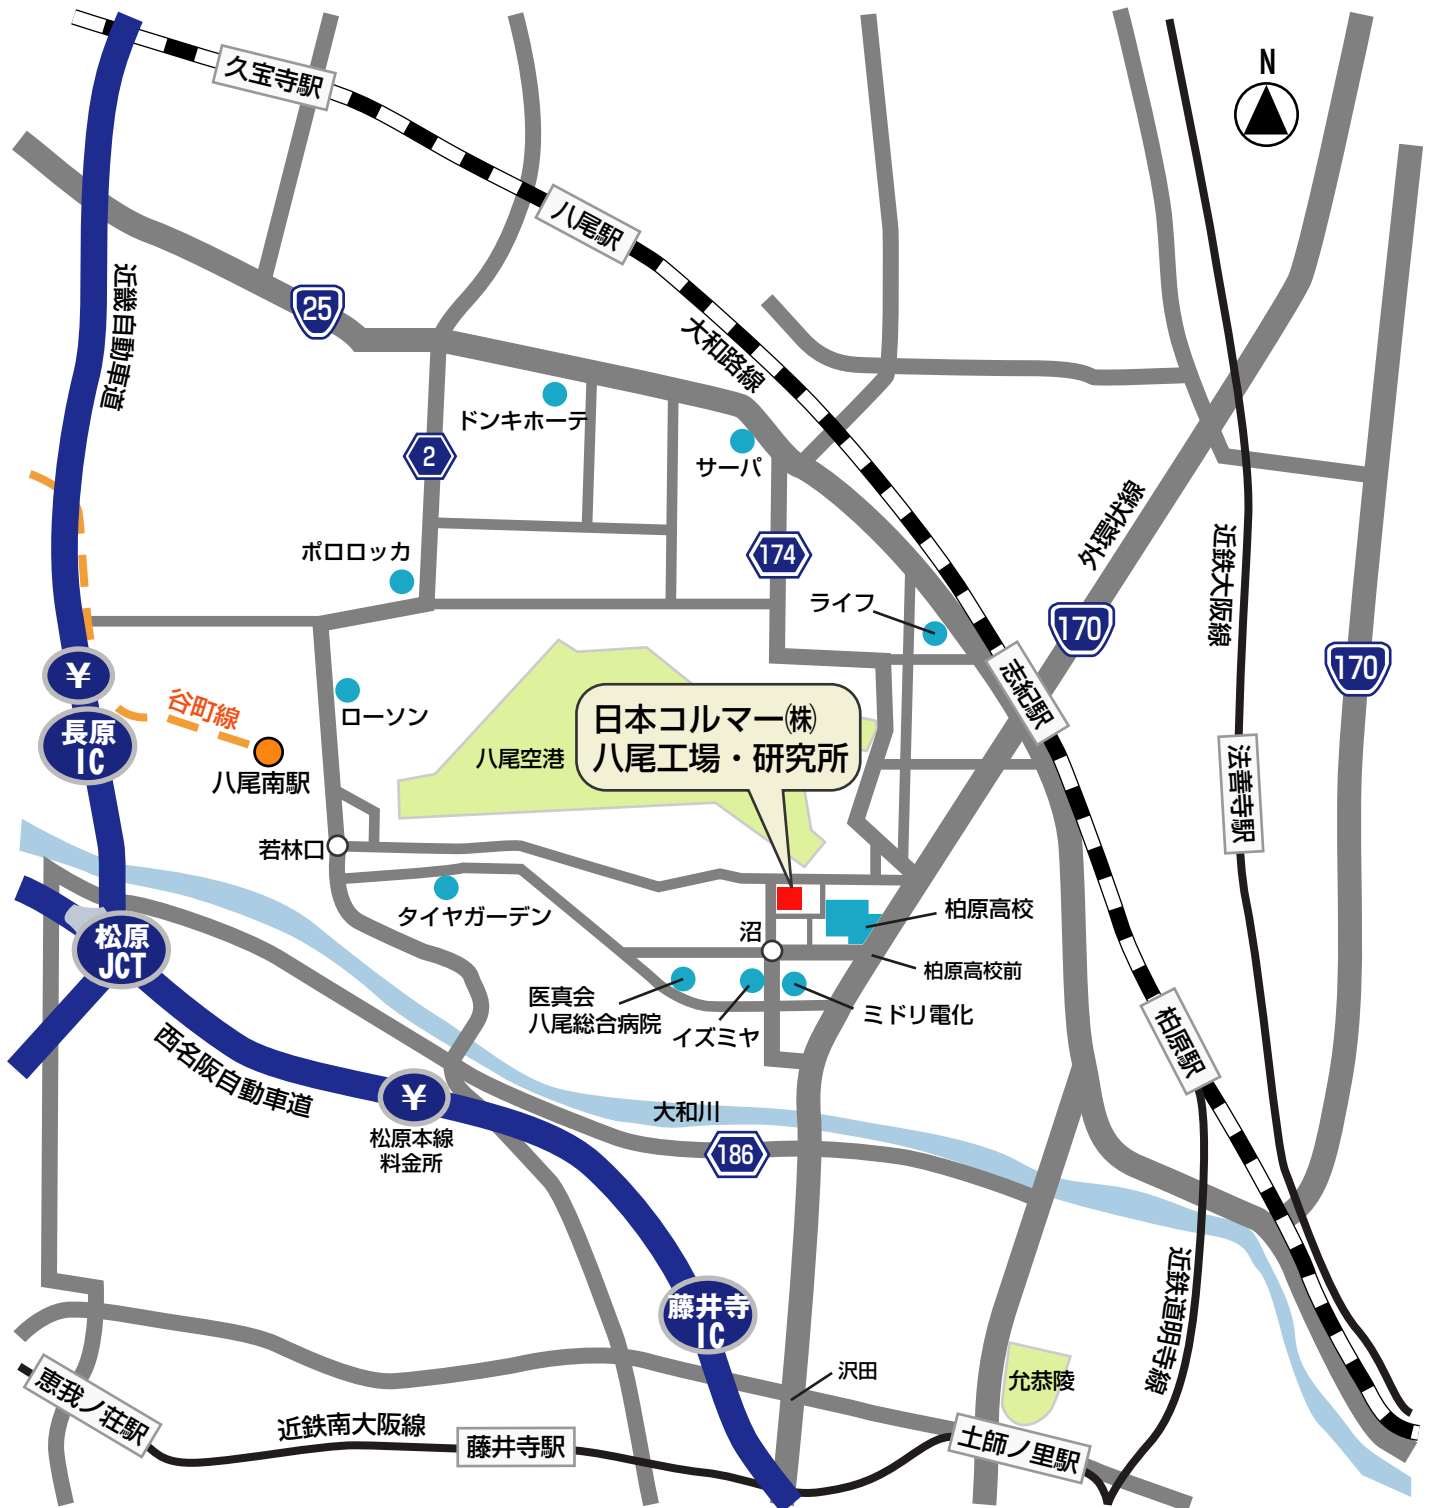 N
久宝寺駅
八尾駅
近畿自動車道
25
大和路線
ドンキホーテ
2
サーパ
外環状線
近鉄大阪線
ポロロッカ
174
ライフ
170
170
志紀駅
¥
谷町線
ローソン
日本コルマー㈱
八尾工場・研究所
長原
IC
八尾空港
八尾南駅
法善寺駅
若林口
タイヤガーデン
柏原高校
沼
松原
JCT
柏原高校前
医真会
八尾総合病院
イズミヤ
ミドリ電化
柏原駅
西名阪自動車道
¥
大和川
松原本線
料金所
186
藤井寺
IC
近鉄道明寺線
沢田
允恭陵
恵我ノ荘駅
近鉄南大阪線
藤井寺駅
土師ノ里駅